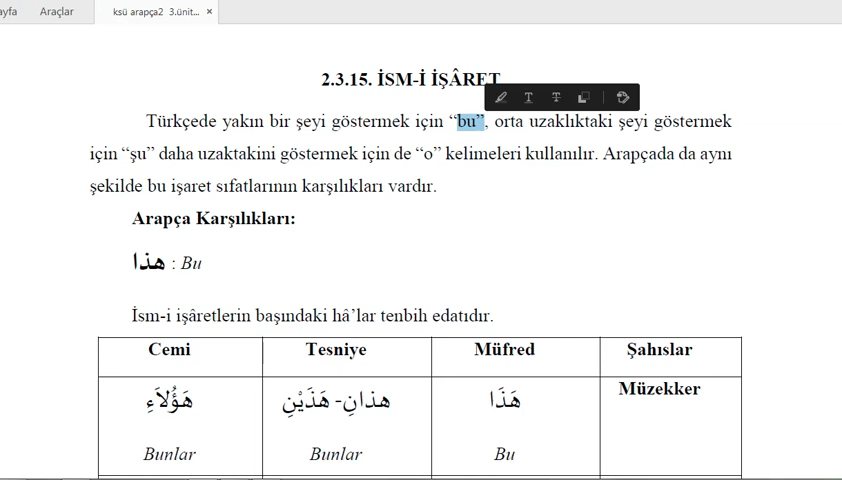 ayfa Araçlar ksü arapça2 3.ünit... ×
2.3.15. İSM-İ İŞÂRET
Türkçede yakın bir şeyi göstermek için “bu”, orta uzaklıktaki şeyi göstermek
için “şu” daha uzaktakini göstermek için de “o” kelimeleri kullanılır. Arapçada da aynı
şekilde bu işaret sıfatlarının karşılıkları vardır.
Arapça Karşılıkları:
هذا : Bu
İsm-i işâretlerin başındaki hâ’lar tenbih edatıdır.
Cemi Tesniye Müfred Şahıslar
هَؤُلاَءِ هذانِ- هَذَيْنِ هَذَا Müzekker
Bunlar Bunlar Bu